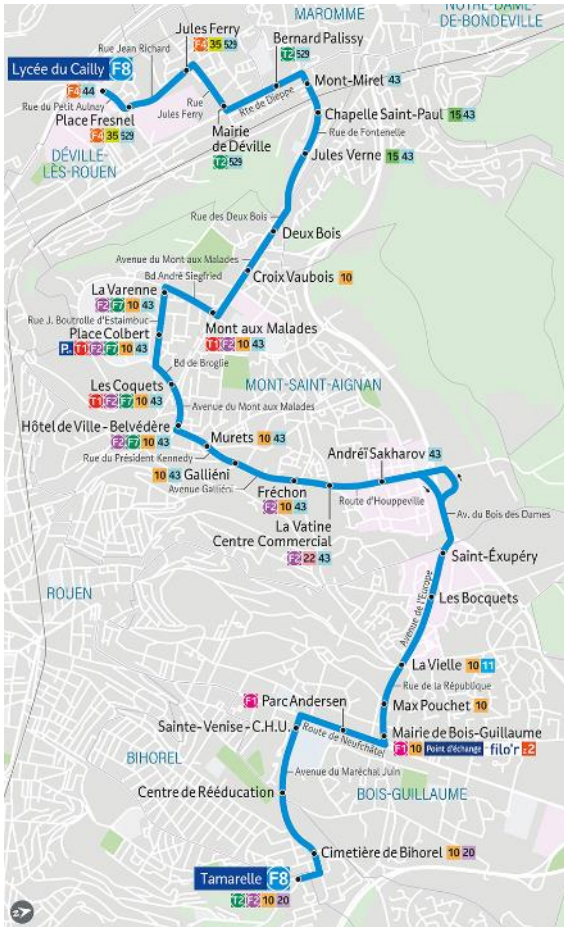 NOTRE-DAME-
DE-BONDEVILLE
MAROMME
Jules Ferry
F4 35 529
Bernard Palissy
T2 529
Rue Jean Richard
Lycée du Cailly F8
F4 44
Rue du Petit Aulnay
Place Fresnel
F4 35 529
Rue
Jules Ferry
Rte de Dieppe
Mont-Miret 43
Mairie
de Déville
T2 529
Chapelle Saint-Paul 15 43
Rue de Fontenelle
DÉVILLE-
LÈS-ROUEN
Jules Verne 15 43
Rue des Deux Bois
Deux Bois
Avenue du Mont aux Malades
Bd André Siegfried
Croix Vaubois 10
La Varenne
F2 F7 10 43
Rue J. Boutrolle d'Estaimbuc
Mont aux Malades
T1 F2 10 43
Place Colbert
P T1 F2 F7 10 43
Bd de Broglie
Les Coquets
T1 F2 F7 10 43
MONT-SAINT-AIGNAN
Avenue du Mont aux Malades
Hôtel de Ville - Belvédère
F2 F7 10 43
Murets 10 43
Rue du Président Kennedy
10 43 Galliéni
Avenue Galliéni
Andréï Sakharov 43
Fréchon
F2 10 43
Route d'Houppeville
Av. du Bois des Dames
La Vatine
Centre Commercial
F2 22 43
Saint-Éxupéry
ROUEN
Les Bocquets
Avenue de l'Europe
La Vielle 10 11
Rue de la République
F1 Parc Andersen
Max Pouchet 10
Sainte-Venise - C.H.U.
Route de Neufchâtel
Mairie de Bois-Guillaume
F1 10 Point d'échange filo'r 2
BIHOREL
Avenue du Maréchal Juin
Centre de Rééducation
BOIS-GUILLAUME
Cimetière de Bihorel 10 20
Tamarelle F8
T2 F2 10 20
Z